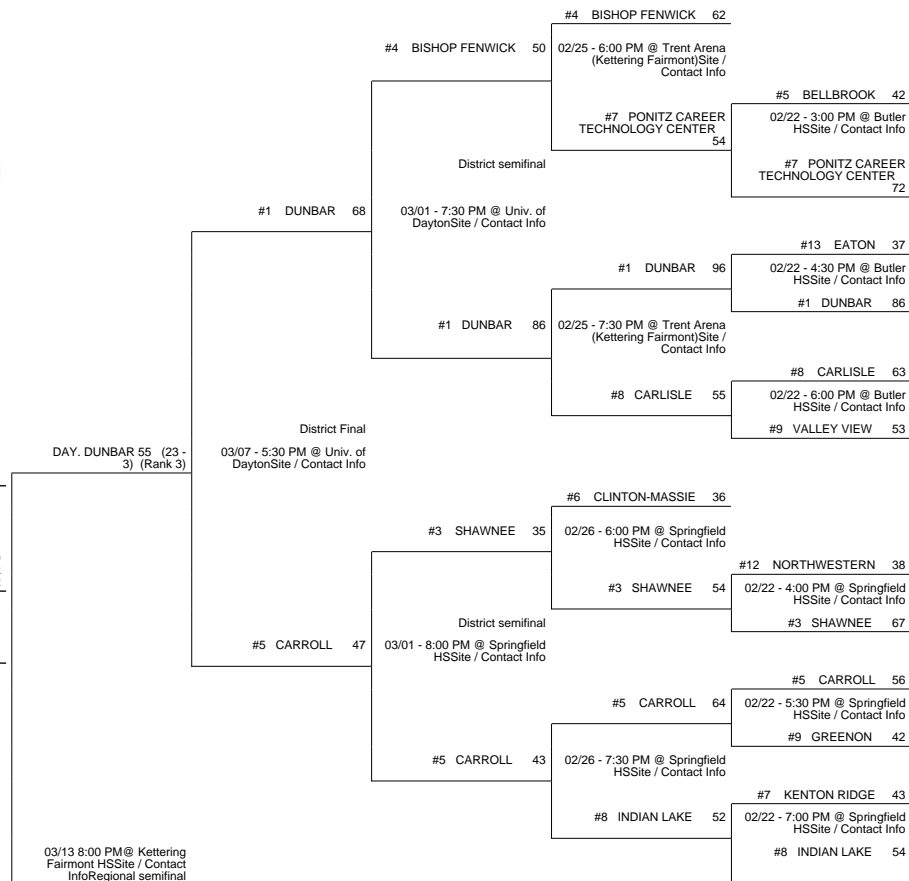 #4 BISHOP FENWICK 62
#4 BISHOP FENWICK 50
02/25 - 6:00 PM @ Trent Arena
(Kettering Fairmont)Site /
Contact Info
#5 BELLBROOK 42
#7 PONITZ CAREER
TECHNOLOGY CENTER
54
02/22 - 3:00 PM @ Butler
HSSite / Contact Info
District semifinal
#7 PONITZ CAREER
TECHNOLOGY CENTER
72
#1 DUNBAR 68
03/01 - 7:30 PM @ Univ. of
DaytonSite / Contact Info
#13 EATON 37
#1 DUNBAR 96
02/22 - 4:30 PM @ Butler
HSSite / Contact Info
#1 DUNBAR 86
#1 DUNBAR 86
02/25 - 7:30 PM @ Trent Arena
(Kettering Fairmont)Site /
Contact Info
#8 CARLISLE 63
#8 CARLISLE 55
02/22 - 6:00 PM @ Butler
HSSite / Contact Info
#9 VALLEY VIEW 53
District Final
DAY. DUNBAR 55 (23 -
3) (Rank 3)
03/07 - 5:30 PM @ Univ. of
DaytonSite / Contact Info
#6 CLINTON-MASSIE 36
#3 SHAWNEE 35
02/26 - 6:00 PM @ Springfield
HSSite / Contact Info
#12 NORTHWESTERN 38
#3 SHAWNEE 54
02/22 - 4:00 PM @ Springfield
HSSite / Contact Info
#3 SHAWNEE 67
District semifinal
#5 CARROLL 47
03/01 - 8:00 PM @ Springfield
HSSite / Contact Info
#5 CARROLL 56
#5 CARROLL 64
02/22 - 5:30 PM @ Springfield
HSSite / Contact Info
#9 GREENON 42
#5 CARROLL 43
02/26 - 7:30 PM @ Springfield
HSSite / Contact Info
#7 KENTON RIDGE 43
#8 INDIAN LAKE 52
02/22 - 7:00 PM @ Springfield
HSSite / Contact Info
#8 INDIAN LAKE 54
03/13 8:00 PM@ Kettering
Fairmont HSSite / Contact
InfoRegional semifinal